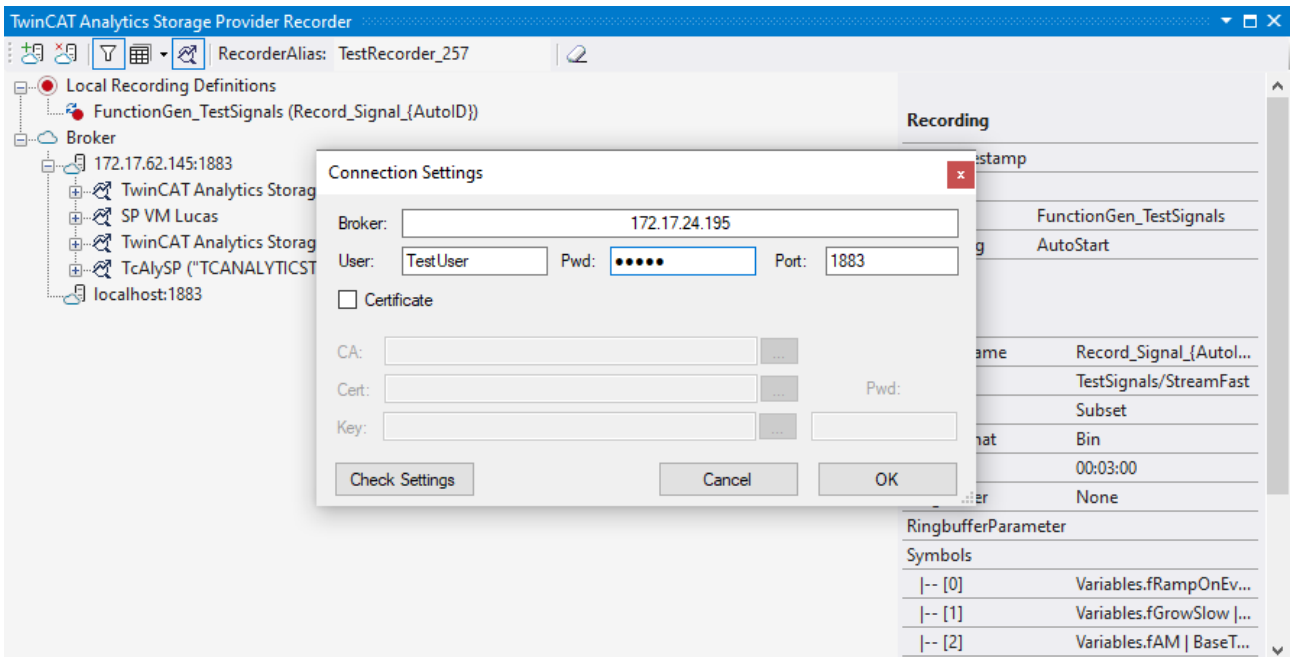 TwinCAT Analytics Storage Provider Recorder
RecorderAlias: TestRecorder_257
Local Recording Definitions
FunctionGen_TestSignals (Record_Signal_{AutoID})
Broker
172.17.62.145:1883
TwinCAT Analytics Storag
SP VM Lucas
TwinCAT Analytics Storag
TcAlySP ("TCANALYTICST
localhost:1883
Connection Settings
x
Broker: 172.17.24.195
User: TestUser Pwd: ●●●●● Port: 1883
Certificate
CA: ...
Cert: ... Pwd:
Key: ...
Check Settings Cancel OK
Recording
estamp
FunctionGen_TestSignals
g AutoStart
ame Record_Signal_{AutoI...
TestSignals/StreamFast
Subset
nat Bin
00:03:00
er None
RingbufferParameter
Symbols
|-- [0] Variables.fRampOnEv...
|-- [1] Variables.fGrowSlow |...
|-- [2] Variables.fAM | BaseT...